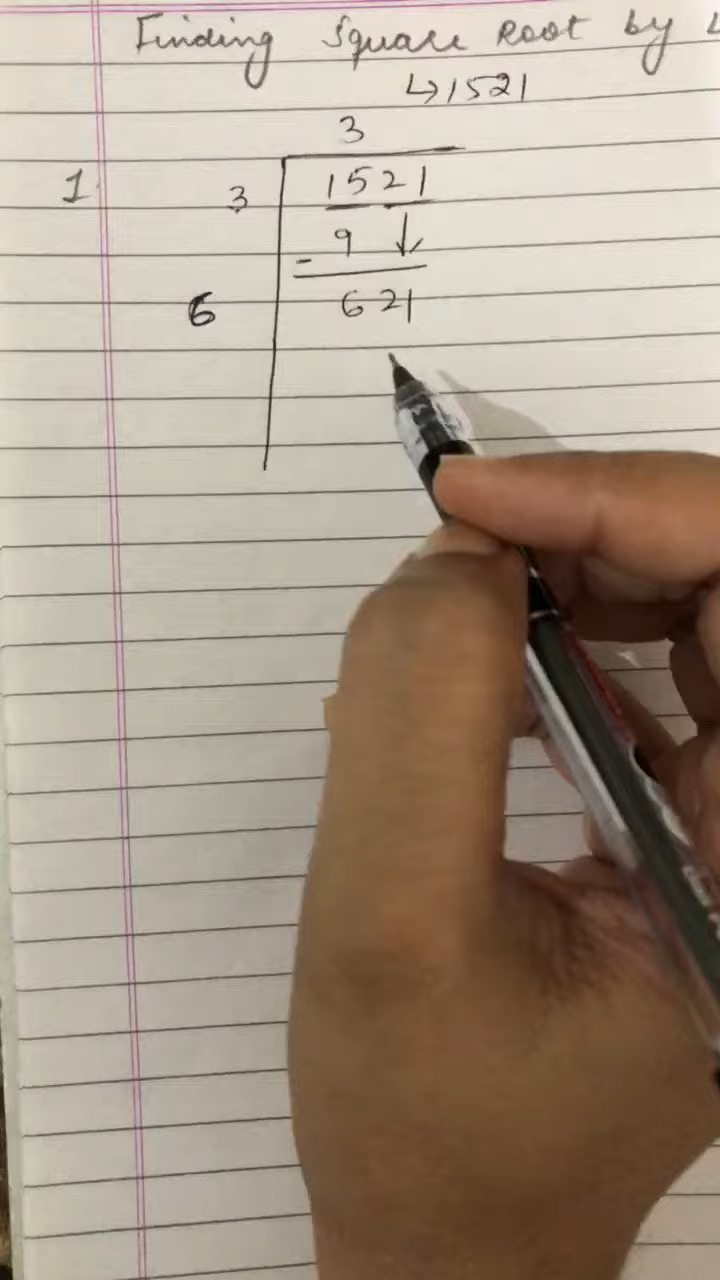 Finding Square Root by
↳1521
3
1 3 1521
- 9 ↓
6 621